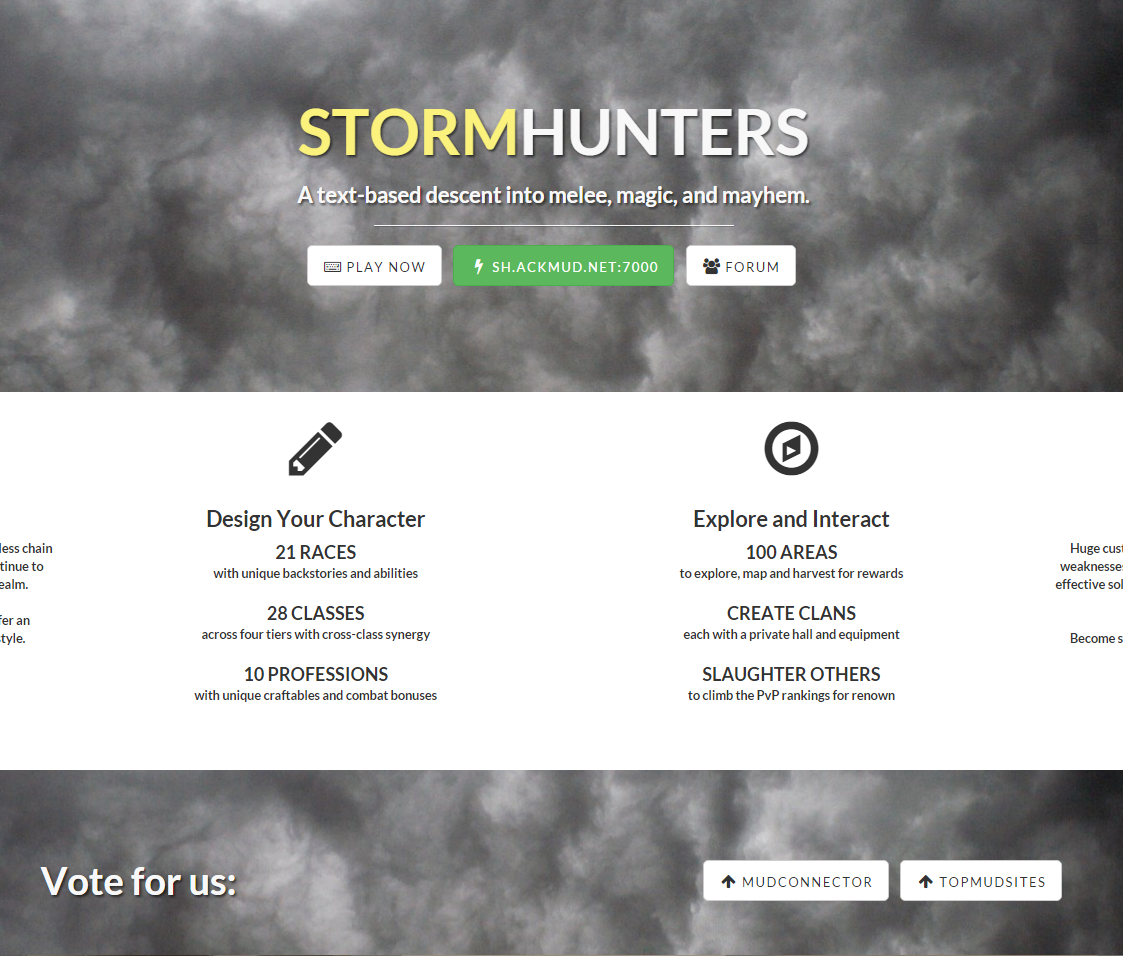 STORMHUNTERS
A text-based descent into melee, magic, and mayhem.
PLAY NOW
SH.ACKMUD.NET:7000
FORUM
less chain
tinue to
ealm.
fer an
style.
Design Your Character
21 RACES
with unique backstories and abilities
28 CLASSES
across four tiers with cross-class synergy
10 PROFESSIONS
with unique craftables and combat bonuses
Explore and Interact
100 AREAS
to explore, map and harvest for rewards
CREATE CLANS
each with a private hall and equipment
SLAUGHTER OTHERS
to climb the PvP rankings for renown
Huge cust
weaknesses
effective sol
Become s
Vote for us:
MUDCONNECTOR
TOPMUDSITES